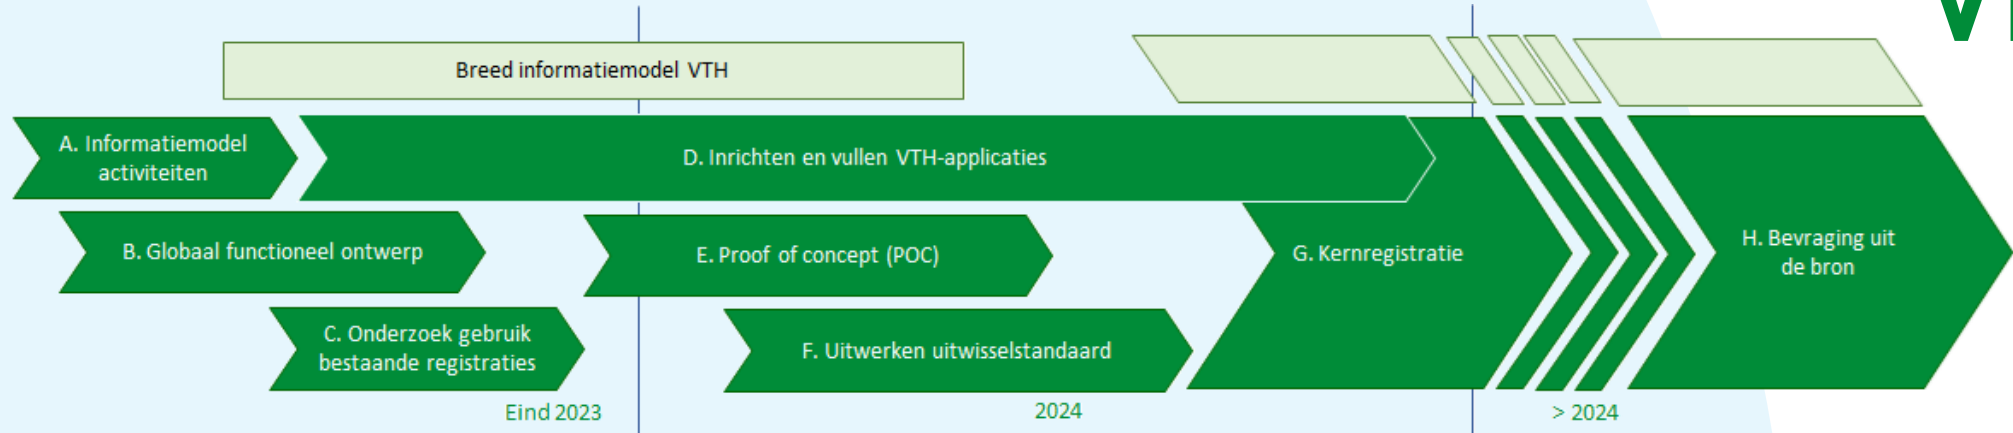 Breed informatiemodel VTH
A. Informatiemodel
activiteiten
D. Inrichten en vullen VTH-applicaties
B. Globaal functioneel ontwerp
E. Proof of concept (POC)
G. Kernregistratie
H. Bevraging uit
de bron
C. Onderzoek gebruik
bestaande registraties
F. Uitwerken uitwisselstandaard
Eind 2023
2024
> 2024